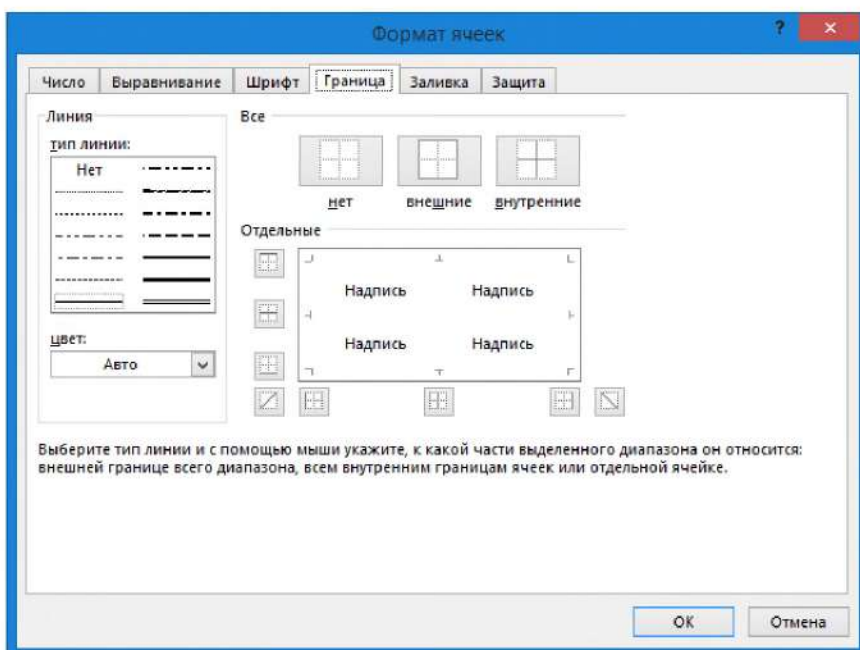 Формат ячеек
?
Число Выравнивание Шрифт Граница Заливка Защита
Линия
тип линии:
Нет
цвет:
Авто
Все
нет внешние внутренние
Отдельные
Надпись Надпись
Надпись Надпись
Выберите тип линии и с помощью мыши укажите, к какой части выделенного диапазона он относится:
внешней границе всего диапазона, всем внутренним границам ячеек или отдельной ячейке.
ОК Отмена